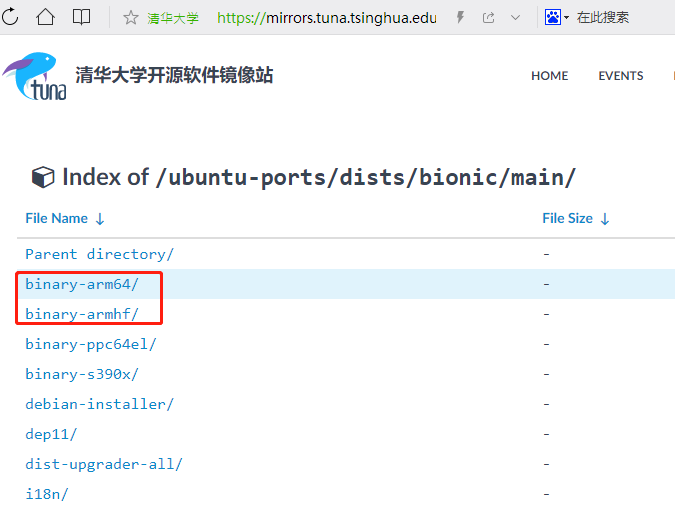 清华大学 https://mirrors.tuna.tsinghua.edu 在此搜索
tuna 清华大学开源软件镜像站 HOME EVENTS
Index of /ubuntu-ports/dists/bionic/main/
File Name ↓ File Size ↓
Parent directory/ -
binary-arm64/ -
binary-armhf/ -
binary-ppc64el/ -
binary-s390x/ -
debian-installer/ -
dep11/ -
dist-upgrader-all/ -
i18n/ -